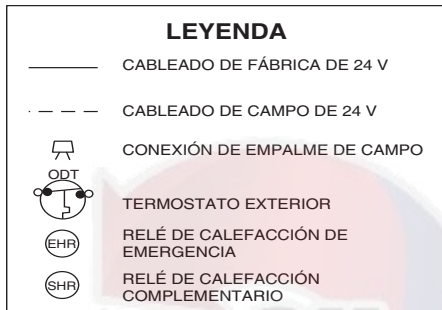 LEYENDA
CABLEADO DE FÁBRICA DE 24 V
CABLEADO DE CAMPO DE 24 V
CONEXIÓN DE EMPALME DE CAMPO
ODT
TERMOSTATO EXTERIOR
EHR
RELÉ DE CALEFACCIÓN DE
EMERGENCIA
SHR
RELÉ DE CALEFACCIÓN
COMPLEMENTARIO